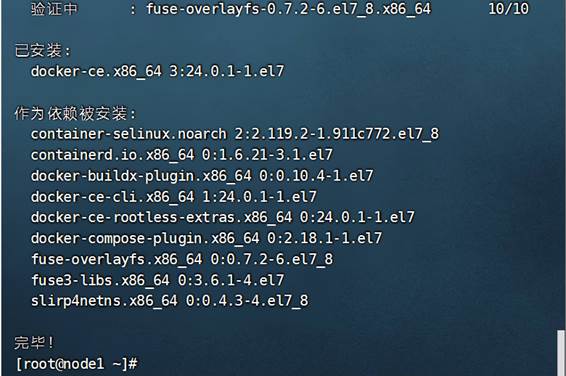 验证中 : fuse-overlayfs-0.7.2-6.el7_8.x86_64 10/10
已安装:
docker-ce.x86_64 3:24.0.1-1.el7
作为依赖被安装:
container-selinux.noarch 2:2.119.2-1.911c772.el7_8
containerd.io.x86_64 0:1.6.21-3.1.el7
docker-buildx-plugin.x86_64 0:0.10.4-1.el7
docker-ce-cli.x86_64 1:24.0.1-1.el7
docker-ce-rootless-extras.x86_64 0:24.0.1-1.el7
docker-compose-plugin.x86_64 0:2.18.1-1.el7
fuse-overlayfs.x86_64 0:0.7.2-6.el7_8
fuse3-libs.x86_64 0:3.6.1-4.el7
slirp4netns.x86_64 0:0.4.3-4.el7_8
完毕!
[root@node1 ~]#